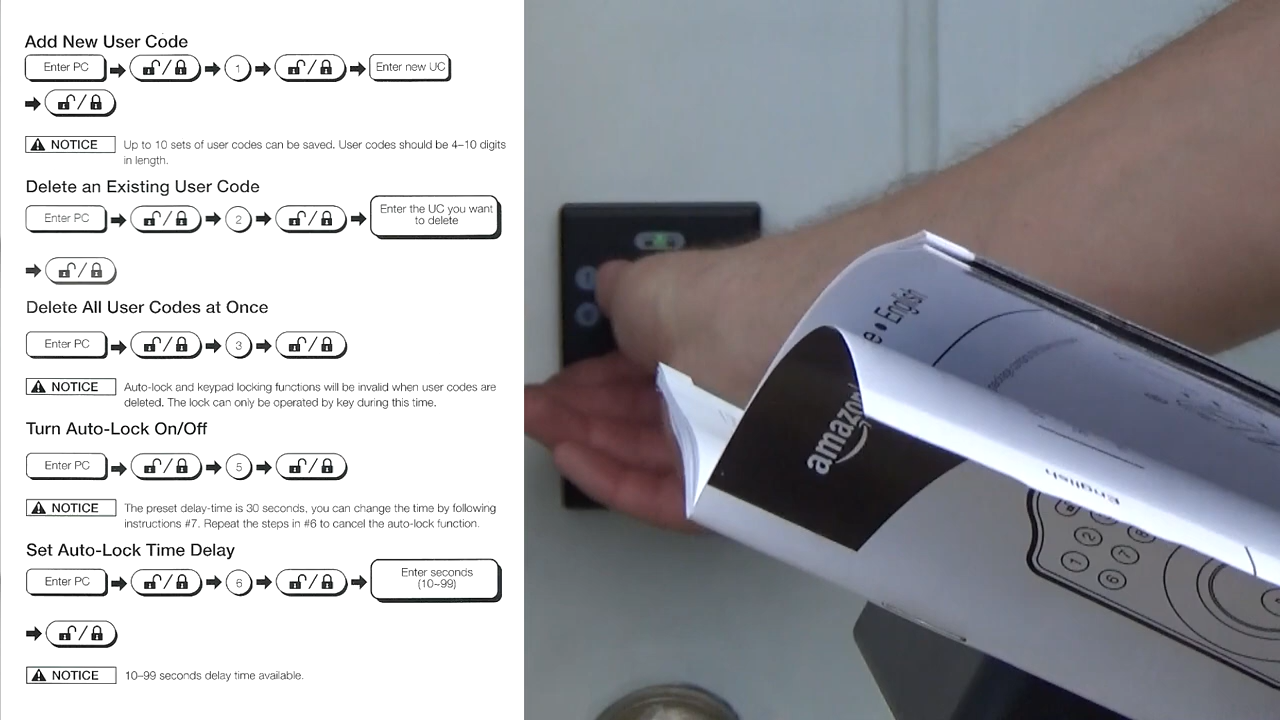 Add New User Code
Enter PC 1 Enter new UC
NOTICE Up to 10 sets of user codes can be saved. User codes should be 4–10 digits
in length.
Delete an Existing User Code
Enter PC 2 Enter the UC you want
to delete
Delete All User Codes at Once
Enter PC 3
NOTICE Auto-lock and keypad locking functions will be invalid when user codes are
deleted. The lock can only be operated by key during this time.
Turn Auto-Lock On/Off
Enter PC 5
NOTICE The preset delay-time is 30 seconds, you can change the time by following
instructions #7. Repeat the steps in #6 to cancel the auto-lock function.
Set Auto-Lock Time Delay
Enter PC 6 Enter seconds
(10~99)
NOTICE 10–99 seconds delay time available.
e • English
amazon
English
2
7
1
6